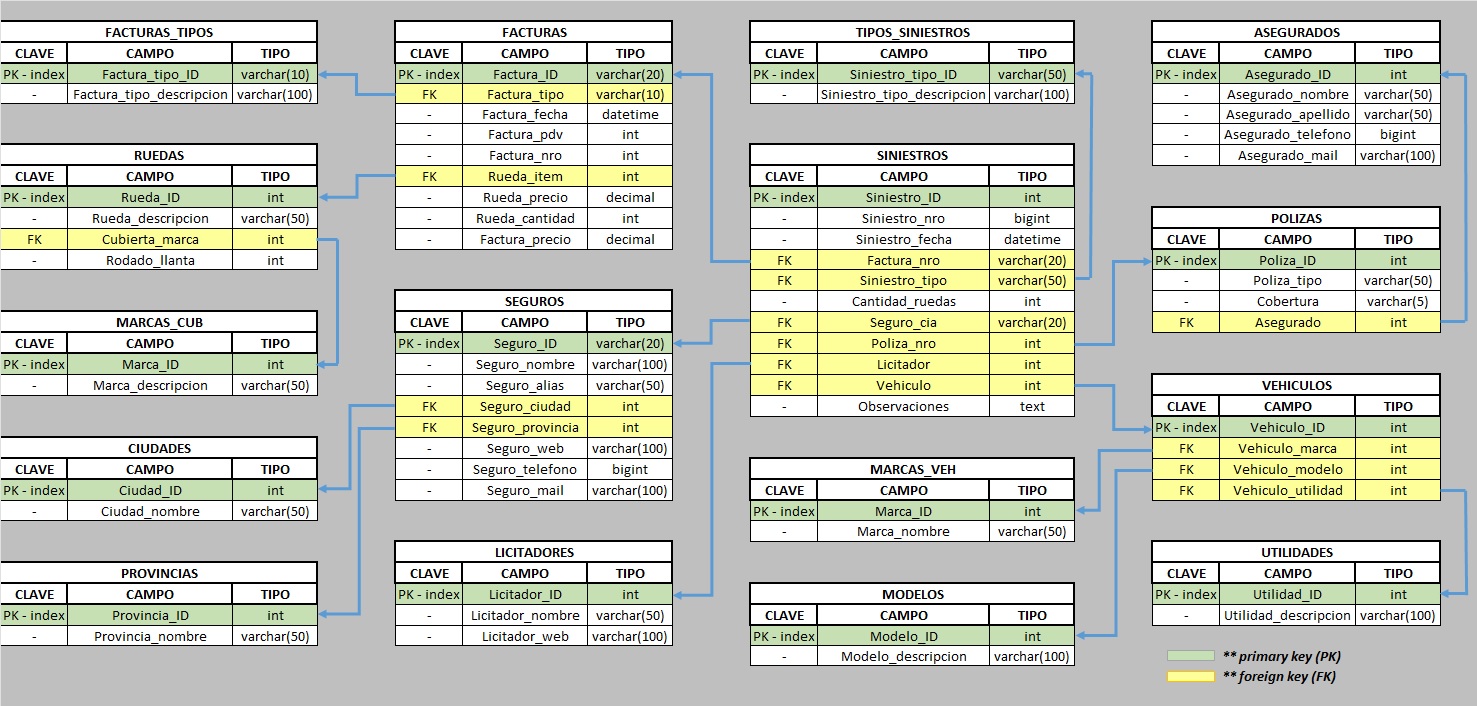 FACTURAS_TIPOS
CLAVE CAMPO TIPO
PK - index Factura_tipo_ID varchar(10)
- Factura_tipo_descripcion varchar(100)
RUEDAS
CLAVE CAMPO TIPO
PK - index Rueda_ID int
- Rueda_descripcion varchar(50)
FK Cubierta_marca int
- Rodado_llanta int
MARCAS_CUB
CLAVE CAMPO TIPO
PK - index Marca_ID int
- Marca_descripcion varchar(50)
CIUDADES
CLAVE CAMPO TIPO
PK - index Ciudad_ID int
- Ciudad_nombre varchar(50)
PROVINCIAS
CLAVE CAMPO TIPO
PK - index Provincia_ID int
- Provincia_nombre varchar(50)
FACTURAS
CLAVE CAMPO TIPO
PK - index Factura_ID varchar(20)
FK Factura_tipo varchar(10)
- Factura_fecha datetime
- Factura_pdv int
- Factura_nro int
FK Rueda_item int
- Rueda_precio decimal
- Rueda_cantidad int
- Factura_precio decimal
SEGUROS
CLAVE CAMPO TIPO
PK - index Seguro_ID varchar(20)
- Seguro_nombre varchar(100)
- Seguro_alias varchar(50)
FK Seguro_ciudad int
FK Seguro_provincia int
- Seguro_web varchar(100)
- Seguro_telefono bigint
- Seguro_mail varchar(100)
LICITADORES
CLAVE CAMPO TIPO
PK - index Licitador_ID int
- Licitador_nombre varchar(50)
- Licitador_web varchar(100)
TIPOS_SINIESTROS
CLAVE CAMPO TIPO
PK - index Siniestro_tipo_ID varchar(50)
- Siniestro_tipo_descripcion varchar(100)
SINIESTROS
CLAVE CAMPO TIPO
PK - index Siniestro_ID int
- Siniestro_nro bigint
- Siniestro_fecha datetime
FK Factura_nro varchar(20)
FK Siniestro_tipo varchar(50)
- Cantidad_ruedas int
FK Seguro_cia varchar(20)
FK Poliza_nro int
FK Licitador int
FK Vehiculo int
- Observaciones text
MARCAS_VEH
CLAVE CAMPO TIPO
PK - index Marca_ID int
- Marca_nombre varchar(50)
MODELOS
CLAVE CAMPO TIPO
PK - index Modelo_ID int
- Modelo_descripcion varchar(100)
ASEGURADOS
CLAVE CAMPO TIPO
PK - index Asegurado_ID int
- Asegurado_nombre varchar(50)
- Asegurado_apellido varchar(50)
- Asegurado_telefono bigint
- Asegurado_mail varchar(100)
POLIZAS
CLAVE CAMPO TIPO
PK - index Poliza_ID int
- Poliza_tipo varchar(50)
- Cobertura varchar(5)
FK Asegurado int
VEHICULOS
CLAVE CAMPO TIPO
PK - index Vehiculo_ID int
FK Vehiculo_marca int
FK Vehiculo_modelo int
FK Vehiculo_utilidad int
UTILIDADES
CLAVE CAMPO TIPO
PK - index Utilidad_ID int
- Utilidad_descripcion varchar(100)
** primary key (PK)
** foreign key (FK)